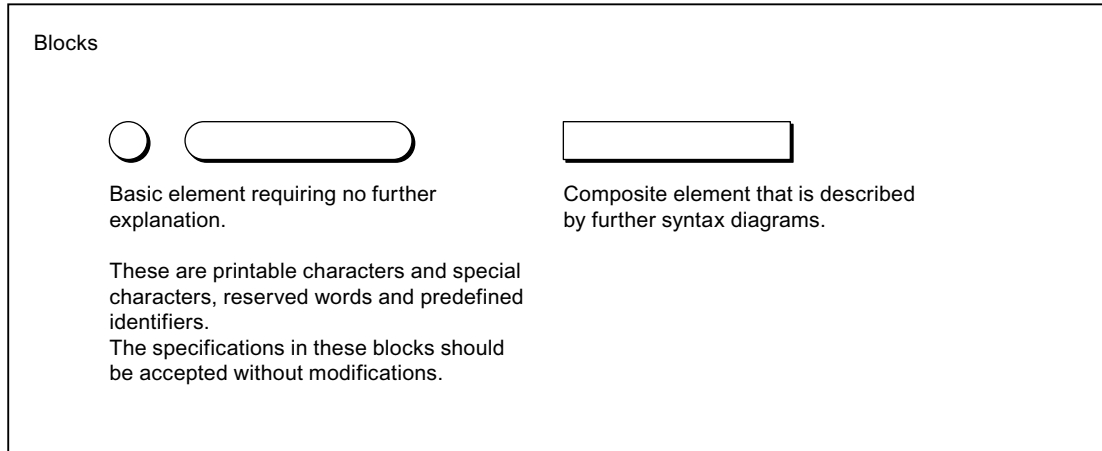 Blocks
Basic element requiring no further
explanation.
These are printable characters and special
characters, reserved words and predefined
identifiers.
The specifications in these blocks should
be accepted without modifications.
Composite element that is described
by further syntax diagrams.